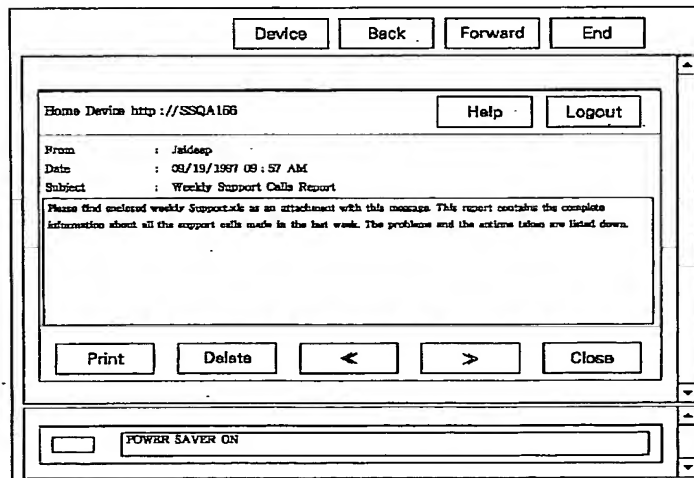 Device Back Forward End
Home Device http://SSQA156 Help Logout
From : Jaideep
Date : 09/19/1997 09:57 AM
Subject : Weekly Support Calls Report
Please find enclosed weekly Support.xls as an attachment with this message. This report contains the complete
information about all the support calls made in the last week. The problems and the actions taken are listed down.
Print Delete ≪ ≫ Close
POWER SAVER ON